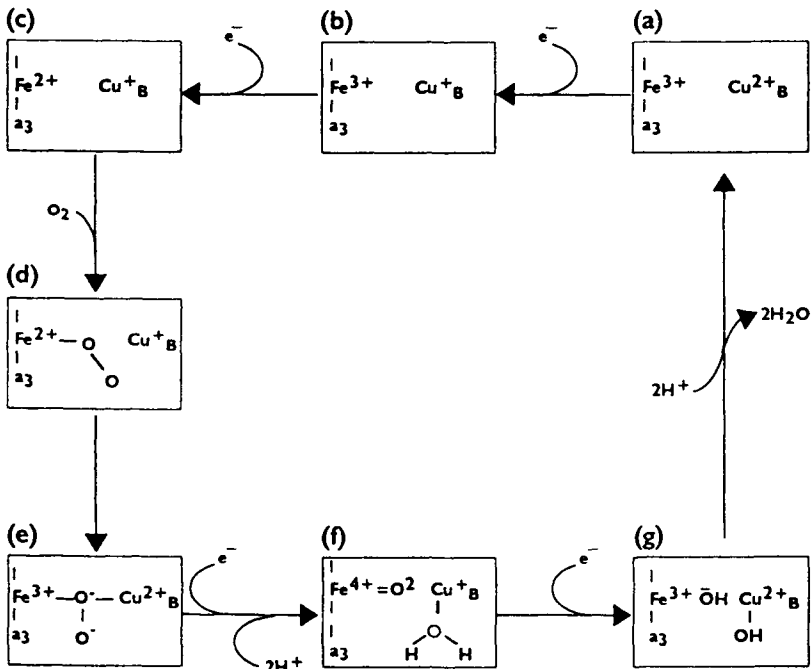 (c) (b) (a)
e⁻ e⁻
Fe²⁺ Cu⁺B Fe³⁺ Cu⁺B Fe³⁺ Cu²⁺B
a₃ a₃ a₃
O₂
(d)
2H₂O
Fe²⁺—O Cu⁺B
O
a₃
2H⁺
(e) (f) (g)
e⁻ e⁻
Fe³⁺—O⁻—Cu²⁺B Fe⁴⁺=O² Cu⁺B Fe³⁺ ŌH Cu²⁺B
O⁻ O OH
a₃ a₃ H H a₃
2H⁺